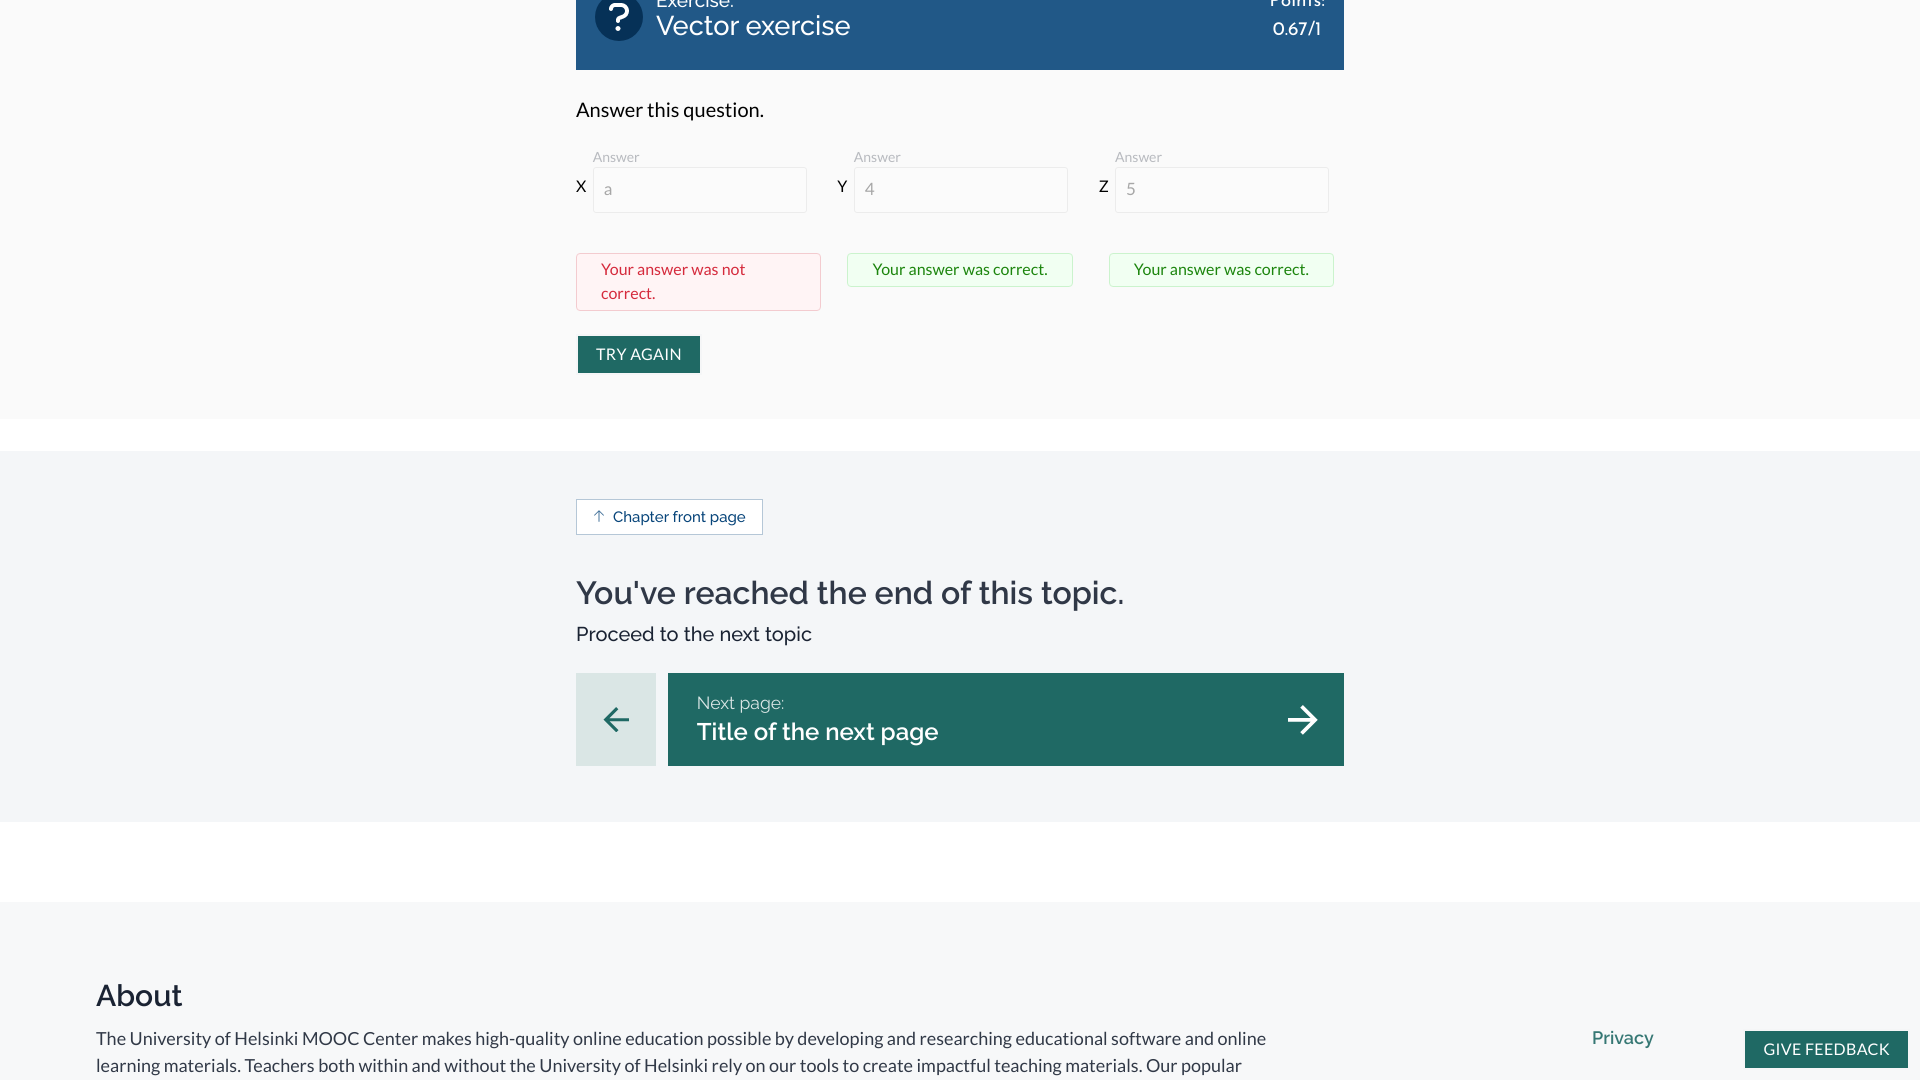 Exercise:
Vector exercise
Points:
0.67/1
Answer this question.
Answer
X
a
Answer
Y
4
Answer
Z
5
Your answer was not
correct.
Your answer was correct.
Your answer was correct.
TRY AGAIN
Chapter front page
You've reached the end of this topic.
Proceed to the next topic
Next page:
Title of the next page
About
The University of Helsinki MOOC Center makes high-quality online education possible by developing and researching educational software and online
learning materials. Teachers both within and without the University of Helsinki rely on our tools to create impactful teaching materials. Our popular
Privacy
GIVE FEEDBACK